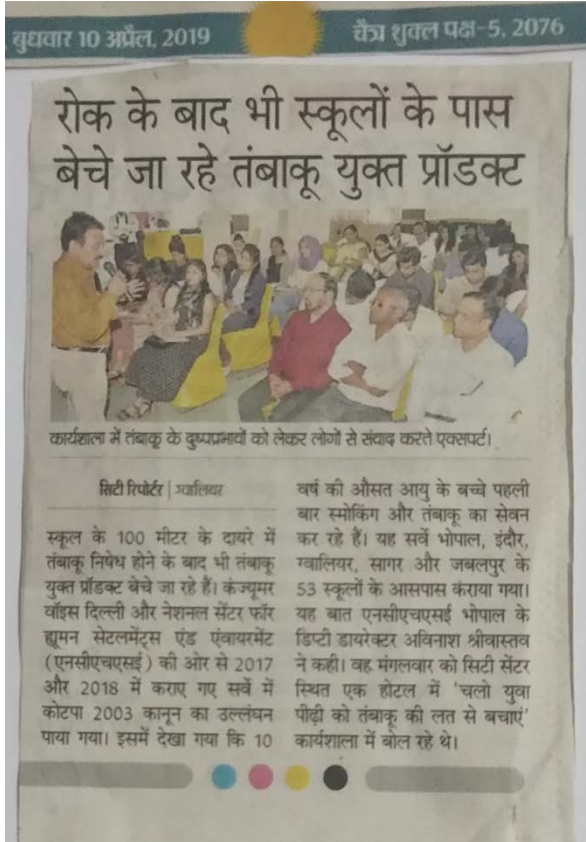 बुधवार 10 अप्रैल, 2019
चैत्र शुक्ल पक्ष-5, 2076
रोक के बाद भी स्कूलों के पास
बेचे जा रहे तंबाकू युक्त प्रॉडक्ट
कार्यशाला में तंबाकू के दुष्प्रभावों को लेकर लोगों से संवाद करते एक्सपर्ट।
सिटी रिपोर्टर | ग्वालियर
स्कूल के 100 मीटर के दायरे में
तंबाकू निषेध होने के बाद भी तंबाकू
युक्त प्रॉडक्ट बेचे जा रहे हैं। कंज्यूमर
वॉइस दिल्ली और नेशनल सेंटर फॉर
ह्यूमन सेटलमेंट्स एंड एंवायरमेंट
(एनसीएचएसई) की ओर से 2017
और 2018 में कराए गए सर्वे में
कोटपा 2003 कानून का उल्लंघन
पाया गया। इसमें देखा गया कि 10
वर्ष की औसत आयु के बच्चे पहली
बार स्मोकिंग और तंबाकू का सेवन
कर रहे हैं। यह सर्वे भोपाल, इंदौर,
ग्वालियर, सागर और जबलपुर के
53 स्कूलों के आसपास कराया गया।
यह बात एनसीएचएसई भोपाल के
डिप्टी डायरेक्टर अविनाश श्रीवास्तव
ने कही। वह मंगलवार को सिटी सेंटर
स्थित एक होटल में 'चलो युवा
पीढ़ी को तंबाकू की लत से बचाएं'
कार्यशाला में बोल रहे थे।